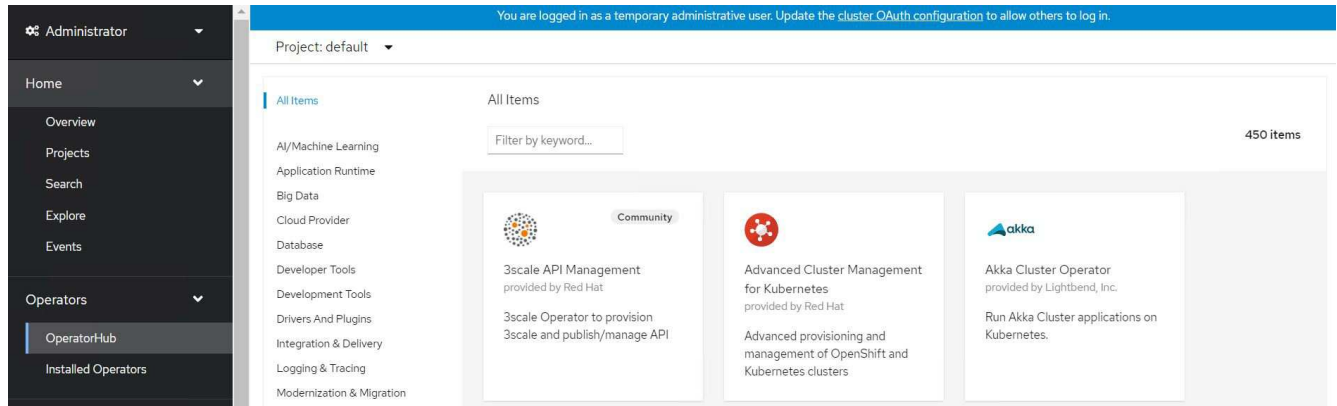 You are logged in as a temporary administrative user. Update the cluster OAuth configuration to allow others to log in.
Administrator
Project: default
Home
Overview
Projects
Search
Explore
Events
Operators
OperatorHub
Installed Operators
All Items
AI/Machine Learning
Application Runtime
Big Data
Cloud Provider
Database
Developer Tools
Development Tools
Drivers And Plugins
Integration & Delivery
Logging & Tracing
Modernization & Migration
All Items
Filter by keyword...
450 items
Community
3scale API Management
provided by Red Hat
3scale Operator to provision
3scale and publish/manage API
Advanced Cluster Management
for Kubernetes
provided by Red Hat
Advanced provisioning and
management of OpenShift and
Kubernetes clusters
akka
Akka Cluster Operator
provided by Lightbend, Inc.
Run Akka Cluster applications on
Kubernetes.